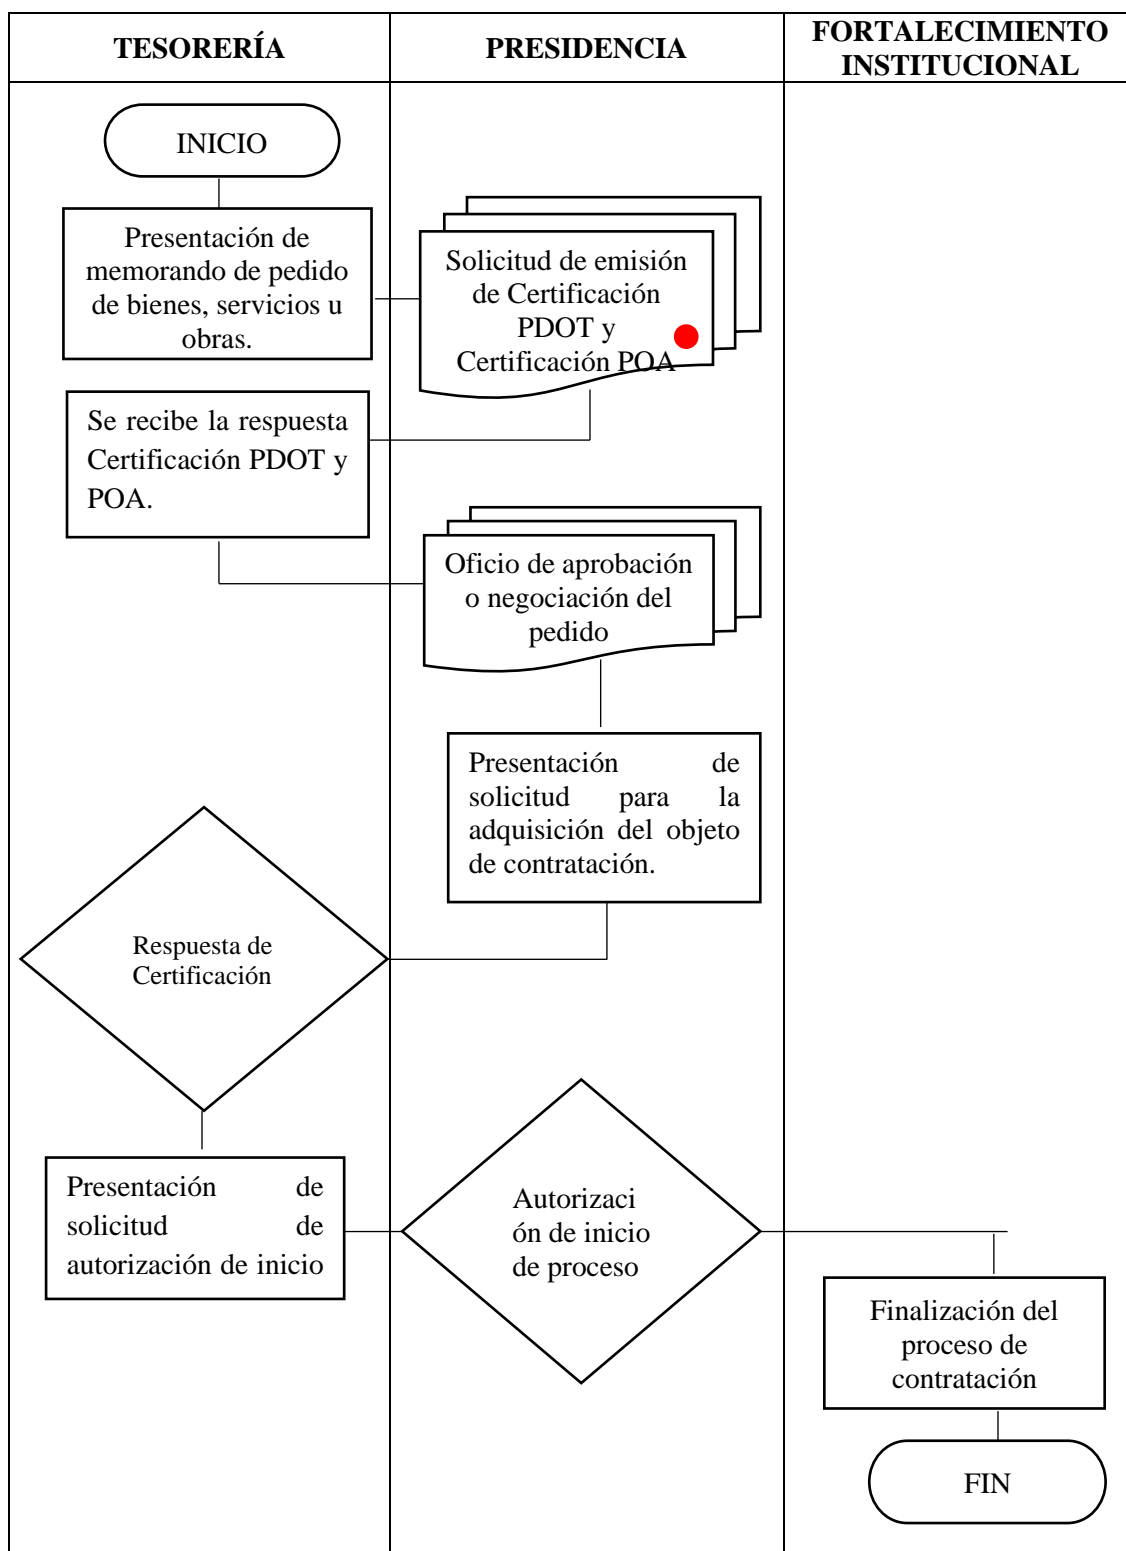 TESORERÍA
PRESIDENCIA
FORTALECIMIENTO
INSTITUCIONAL
INICIO
Presentación de
memorando de pedido
de bienes, servicios u
obras.
Solicitud de emisión
de Certificación
PDOT y
Certificación POA
Se recibe la respuesta
Certificación PDOT y
POA.
Oficio de aprobación
o negociación del
pedido
Presentación de
solicitud para la
adquisición del objeto
de contratación.
Respuesta de
Certificación
Presentación de
solicitud de
autorización de inicio
Autorizaci
ón de inicio
de proceso
Finalización del
proceso de
contratación
FIN